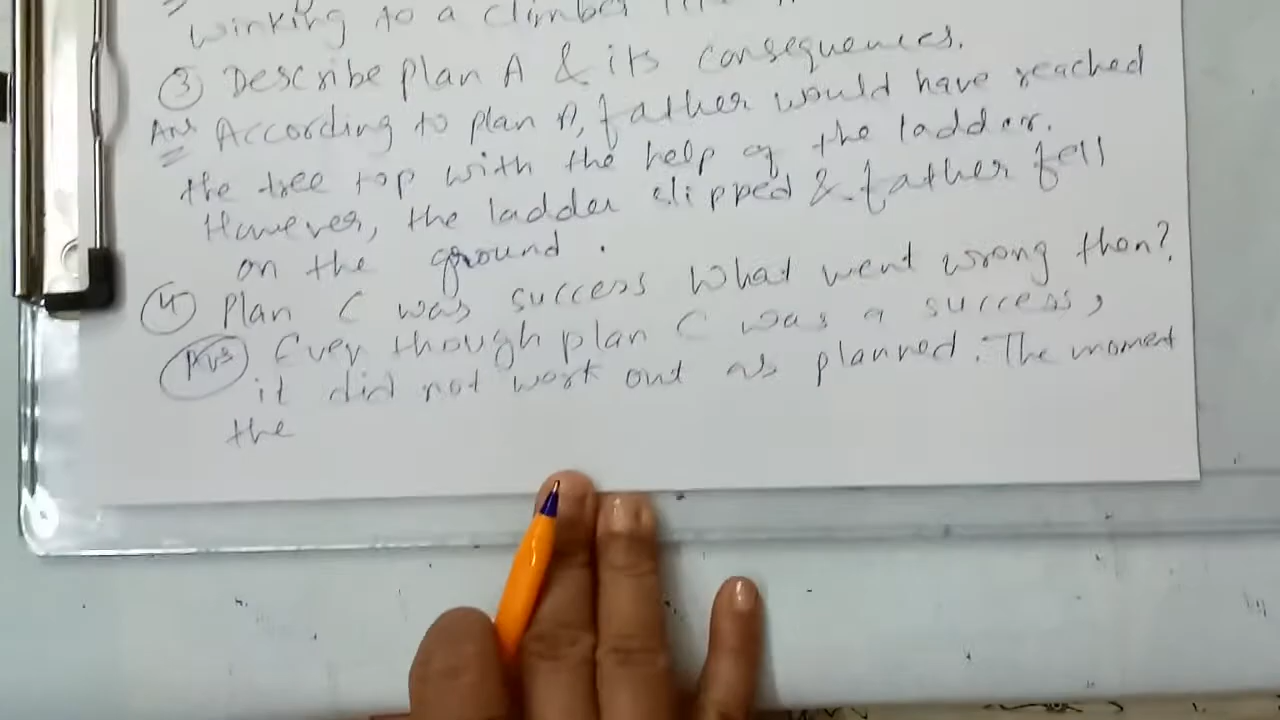 winking to a climber
③ Describe plan A & its consequences.
Ans According to plan A, father would have reached
the tree top with the help of the ladder.
However, the ladder slipped & father fell
on the ground.
④ Plan C was success What went wrong then?
Ans Even though plan C was a success,
it did not work out as planned. The moment
the